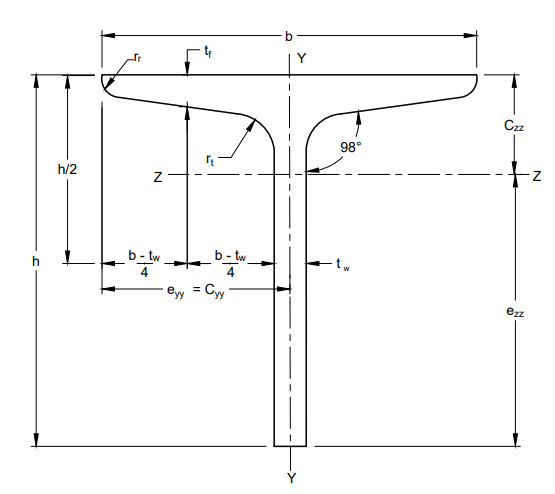 b
r_r
t_f
Y
C_zz
r_t
98°
h/2
Z
Z
h
b - t_w
4
b - t_w
4
t_w
e_yy = C_yy
e_zz
Y